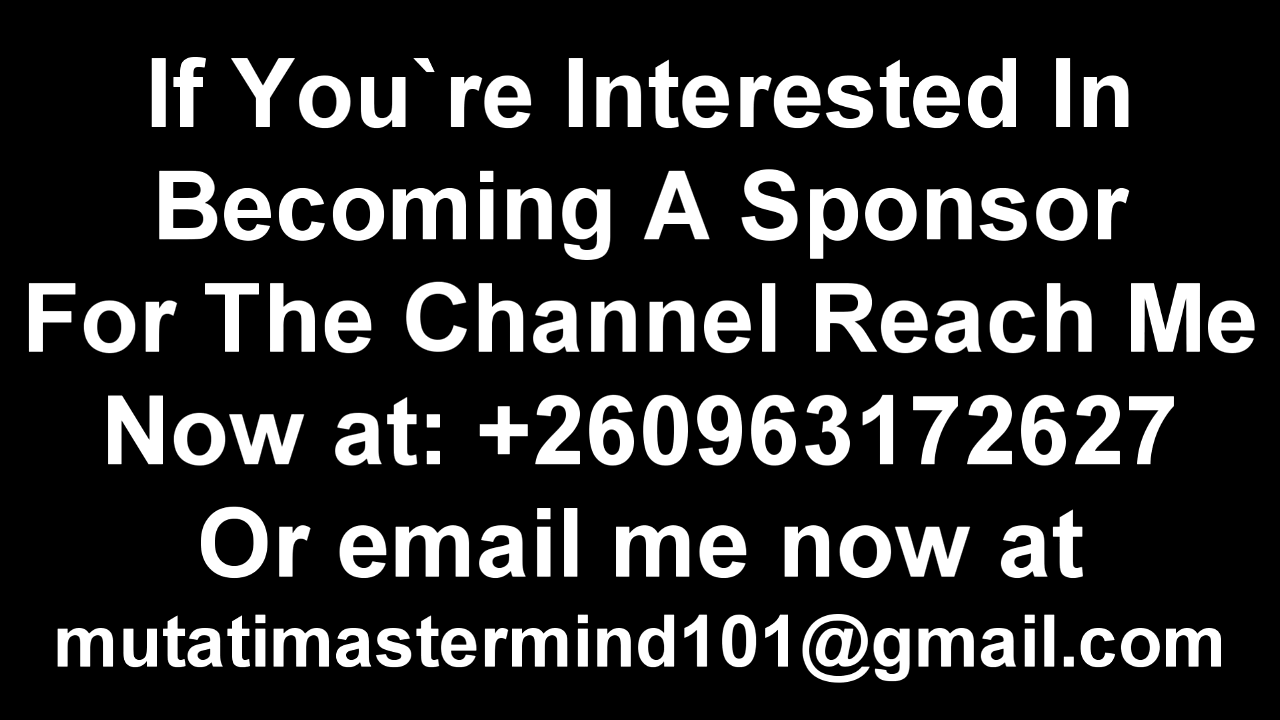 If You`re Interested In
Becoming A Sponsor
For The Channel Reach Me
Now at: +260963172627
Or email me now at
mutatimastermind101@gmail.com